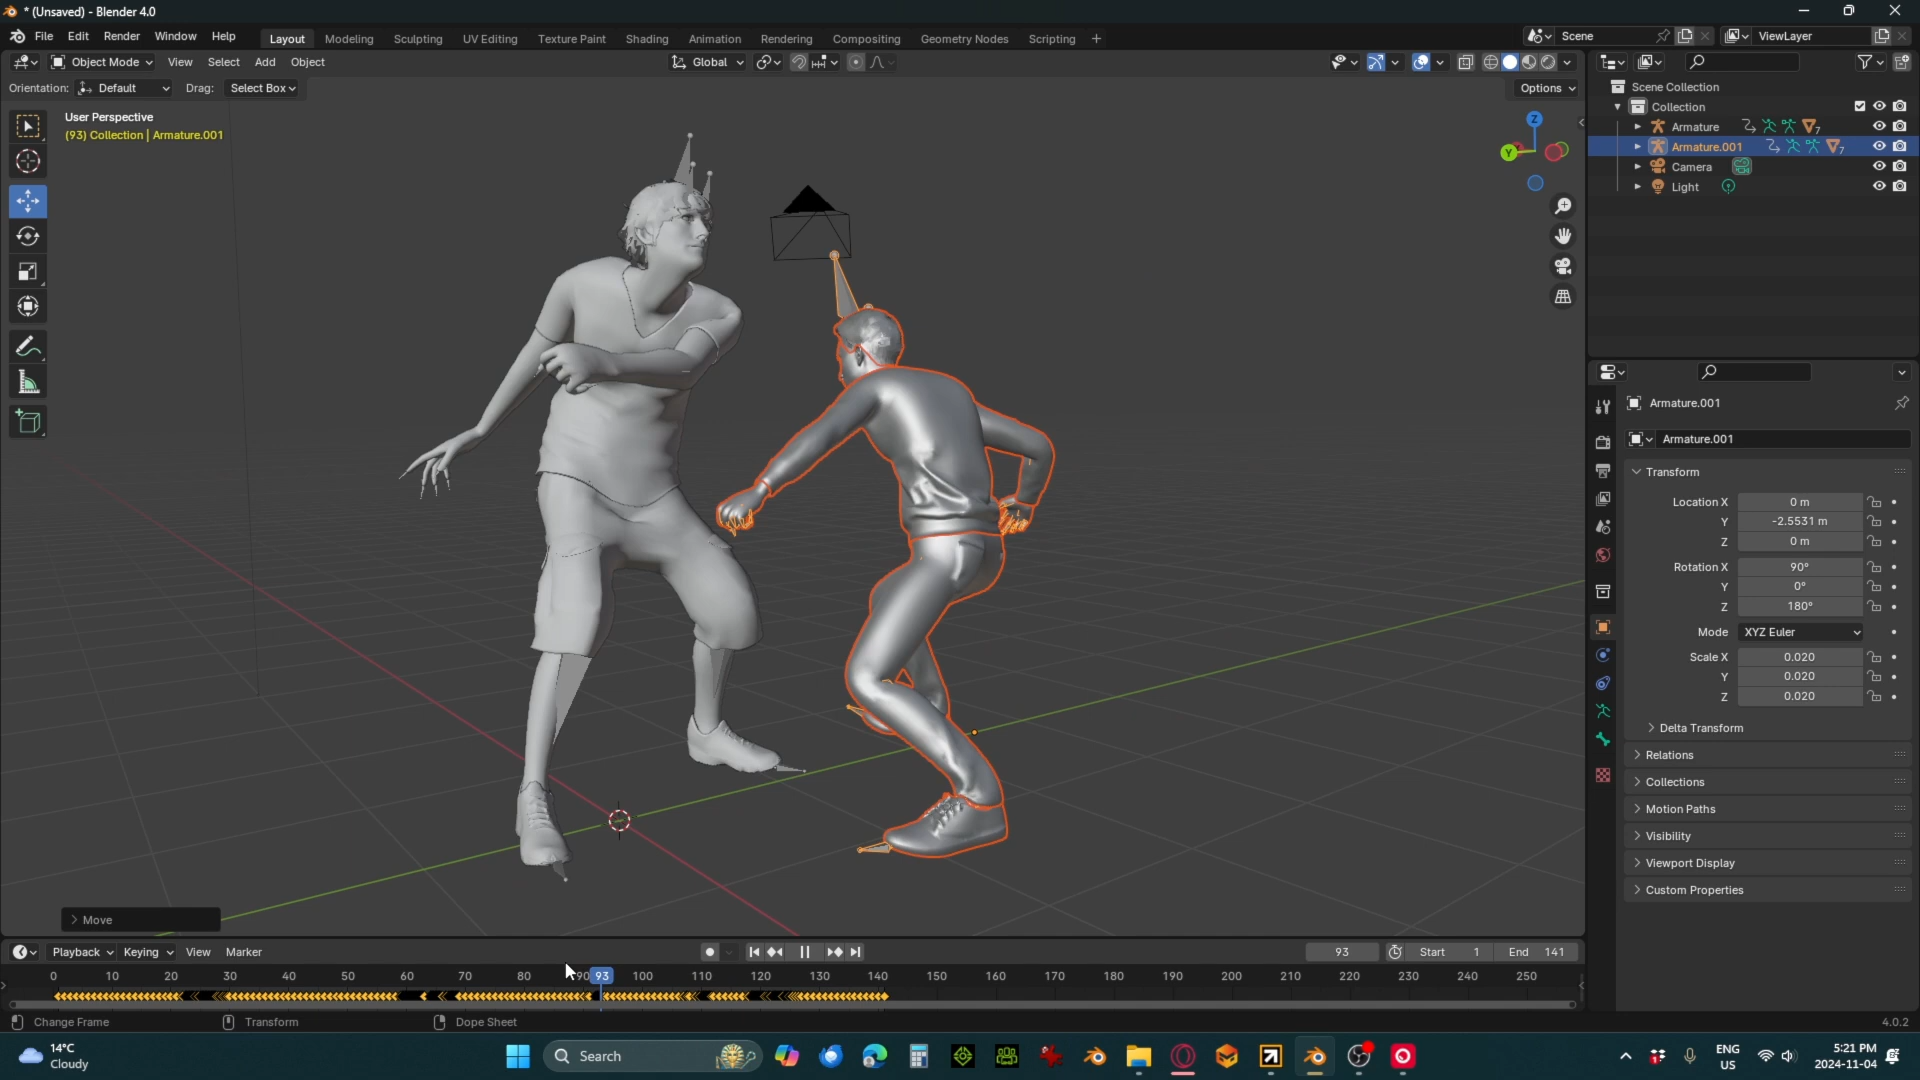 * (Unsaved) - Blender 4.0
File Edit Render Window Help Layout Modeling Sculpting UV Editing Texture Paint Shading Animation Rendering Compositing Geometry Nodes Scripting + Scene ViewLayer
Object Mode View Select Add Object Global
Orientation: Default Drag: Select Box Options
User Perspective
(93) Collection | Armature.001
Z
Y
Scene Collection
Collection
Armature 7
Armature.001 7
Camera
Light
Armature.001
Armature.001
Transform
Location X 0 m
Y -2.5531 m
Z 0 m
Rotation X 90°
Y 0°
Z 180°
Mode XYZ Euler
Scale X 0.020
Y 0.020
Z 0.020
Delta Transform
Relations
Collections
Motion Paths
Visibility
Viewport Display
Custom Properties
Move
Playback Keying View Marker 93 Start 1 End 141
0 10 20 30 40 50 60 70 80 90 93 100 110 120 130 140 150 160 170 180 190 200 210 220 230 240 250
Change Frame Transform Dope Sheet 4.0.2
14°C
Cloudy
Search
ENG
US
5:21 PM
2024-11-04